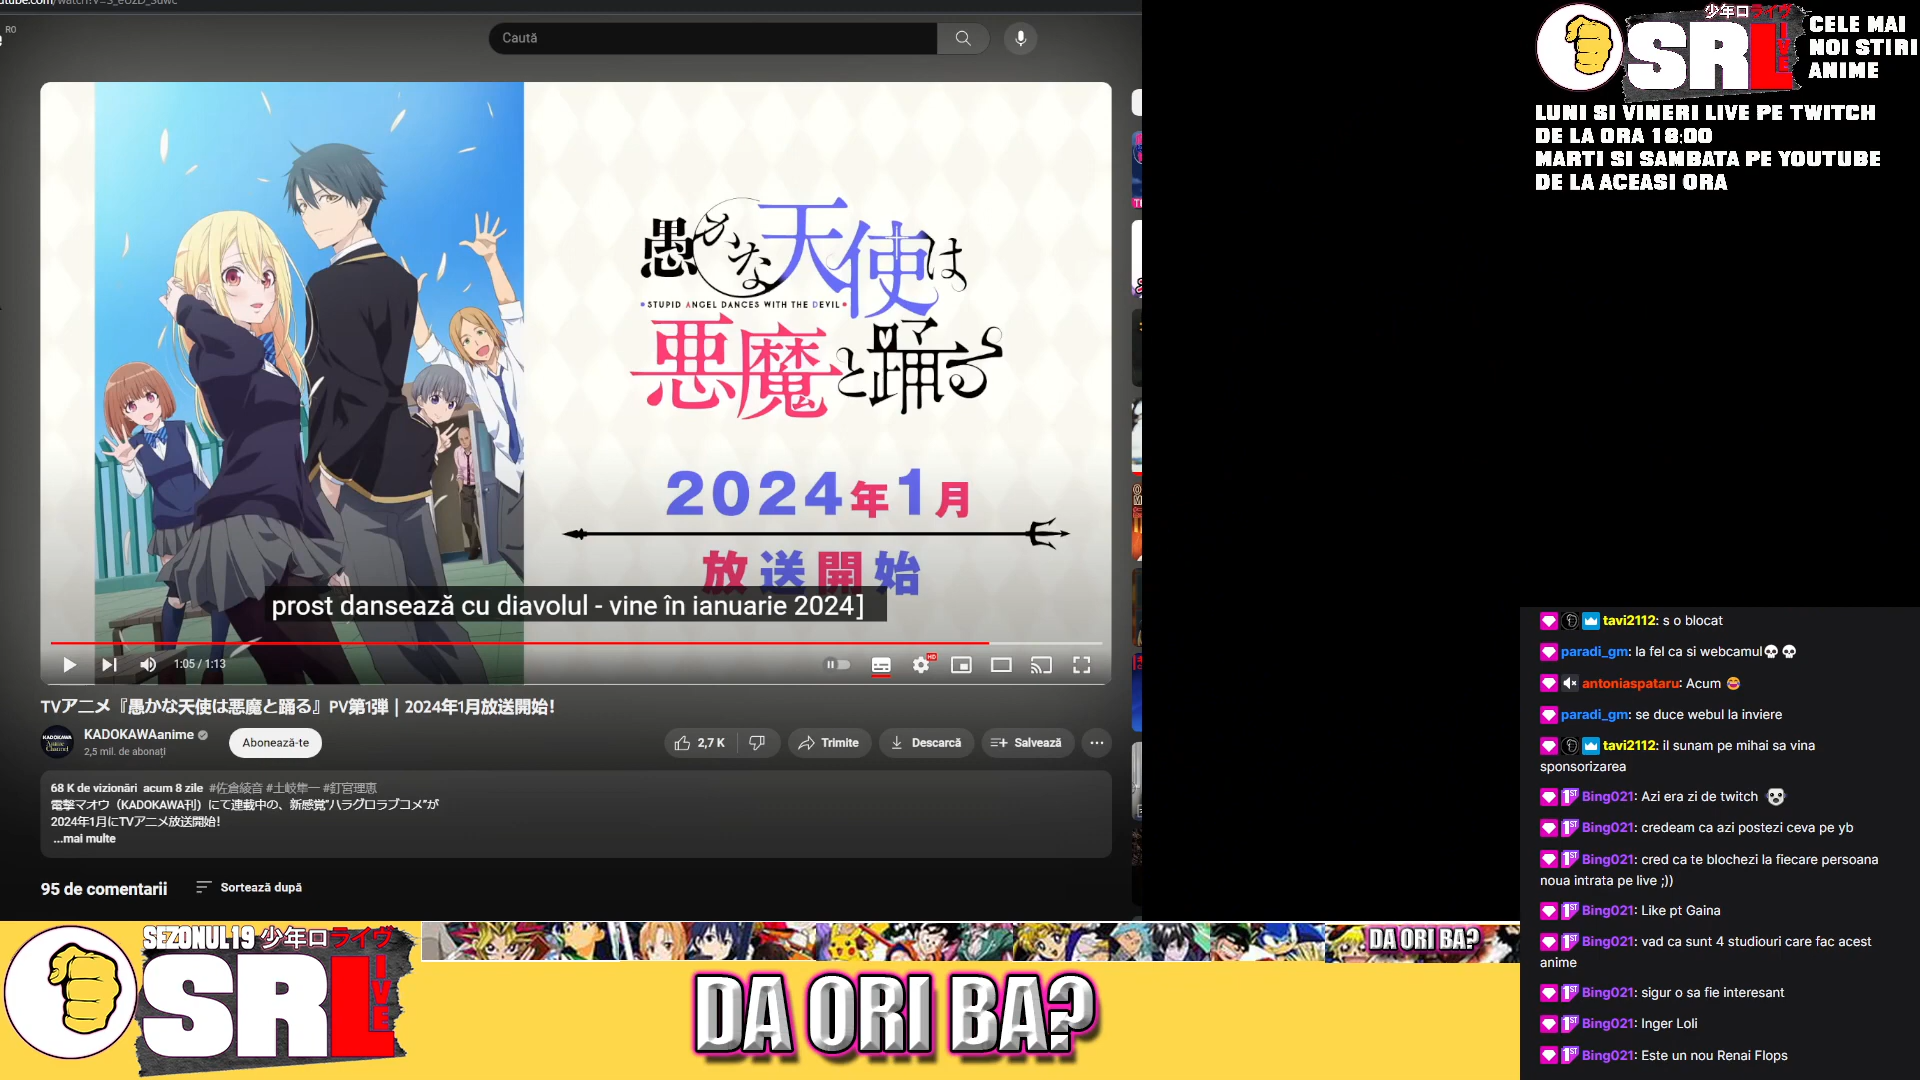 RO
Caută
愚かな天使は
STUPID ANGEL DANCES WITH THE DEVIL
悪魔と踊る
2024年1月
放送開始
prost dansează cu diavolul - vine în ianuarie 2024]
1:05 / 1:13
HD
TVアニメ『愚かな天使は悪魔と踊る』PV第1弾｜2024年1月放送開始！
KADOKAWA
KADOKAWAanime
2,5 mil. de abonați
Abonează-te
2,7 K
Trimite
Descarcă
Salvează
68 K de vizionări acum 8 zile #佐倉綾音 #土岐隼一 #釘宮理恵
電撃マオウ（KADOKAWA刊）にて連載中の、新感覚“ハラグロラブコメ”が
2024年1月にTVアニメ放送開始！
...mai multe
95 de comentarii
Sortează după
SEZONUL19 少年ロライヴ
SRL
IVE
DA ORI BA?
DA ORI BA?
少年ロライヴ
SRL
IVE
CELE MAI
NOI STIRI
ANIME
LUNI SI VINERI LIVE PE TWITCH
DE LA ORA 18:00
MARTI SI SAMBATA PE YOUTUBE
DE LA ACEASI ORA
tavi2112: s o blocat
paradi_gm: la fel ca si webcamul💀💀
antoniaspataru: Acum 😂
paradi_gm: se duce webul la inviere
tavi2112: il sunam pe mihai sa vina
sponsorizarea
1ST Bing021: Azi era zi de twitch
1ST Bing021: credeam ca azi postezi ceva pe yb
1ST Bing021: cred ca te blochezi la fiecare persoana
noua intrata pe live ;))
1ST Bing021: Like pt Gaina
1ST Bing021: vad ca sunt 4 studiouri care fac acest
anime
1ST Bing021: sigur o sa fie interesant
1ST Bing021: Inger Loli
1ST Bing021: Este un nou Renai Flops